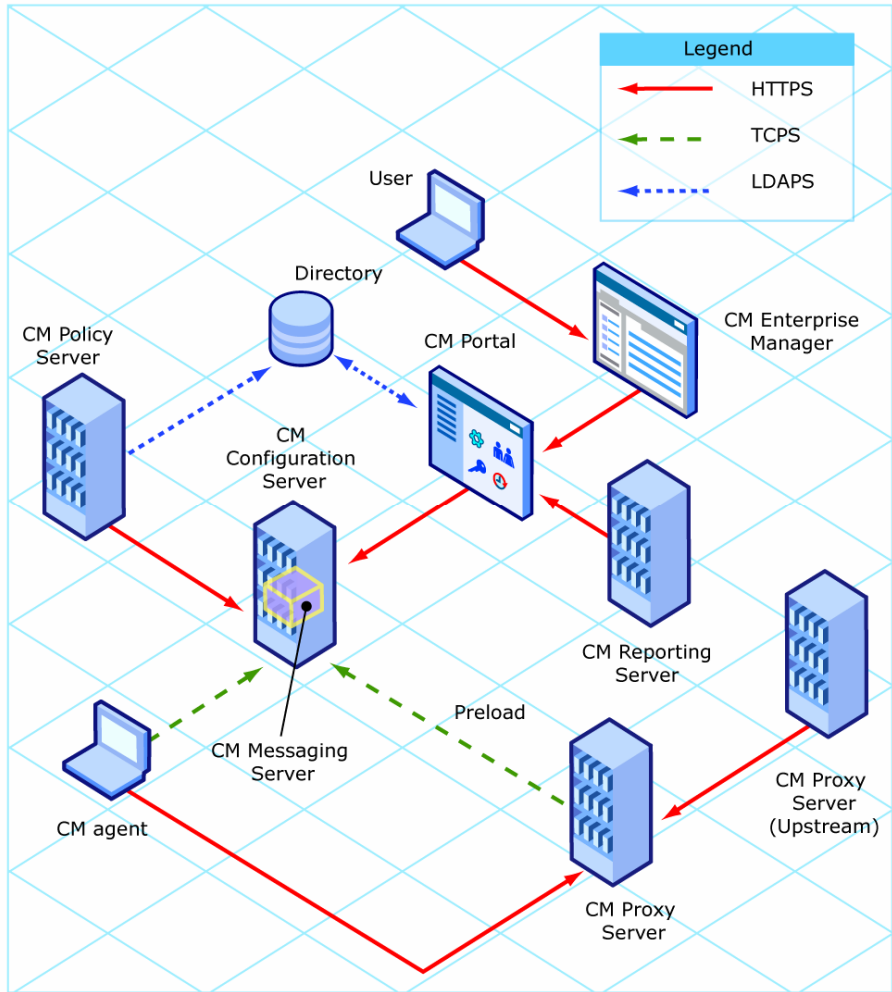 Legend
HTTPS
TCPS
LDAPS
User
Directory
CM Enterprise
Manager
CM Policy
Server
CM Portal
CM
Configuration
Server
CM Reporting
Server
Preload
CM Messaging
Server
CM Proxy
Server
(Upstream)
CM agent
CM Proxy
Server